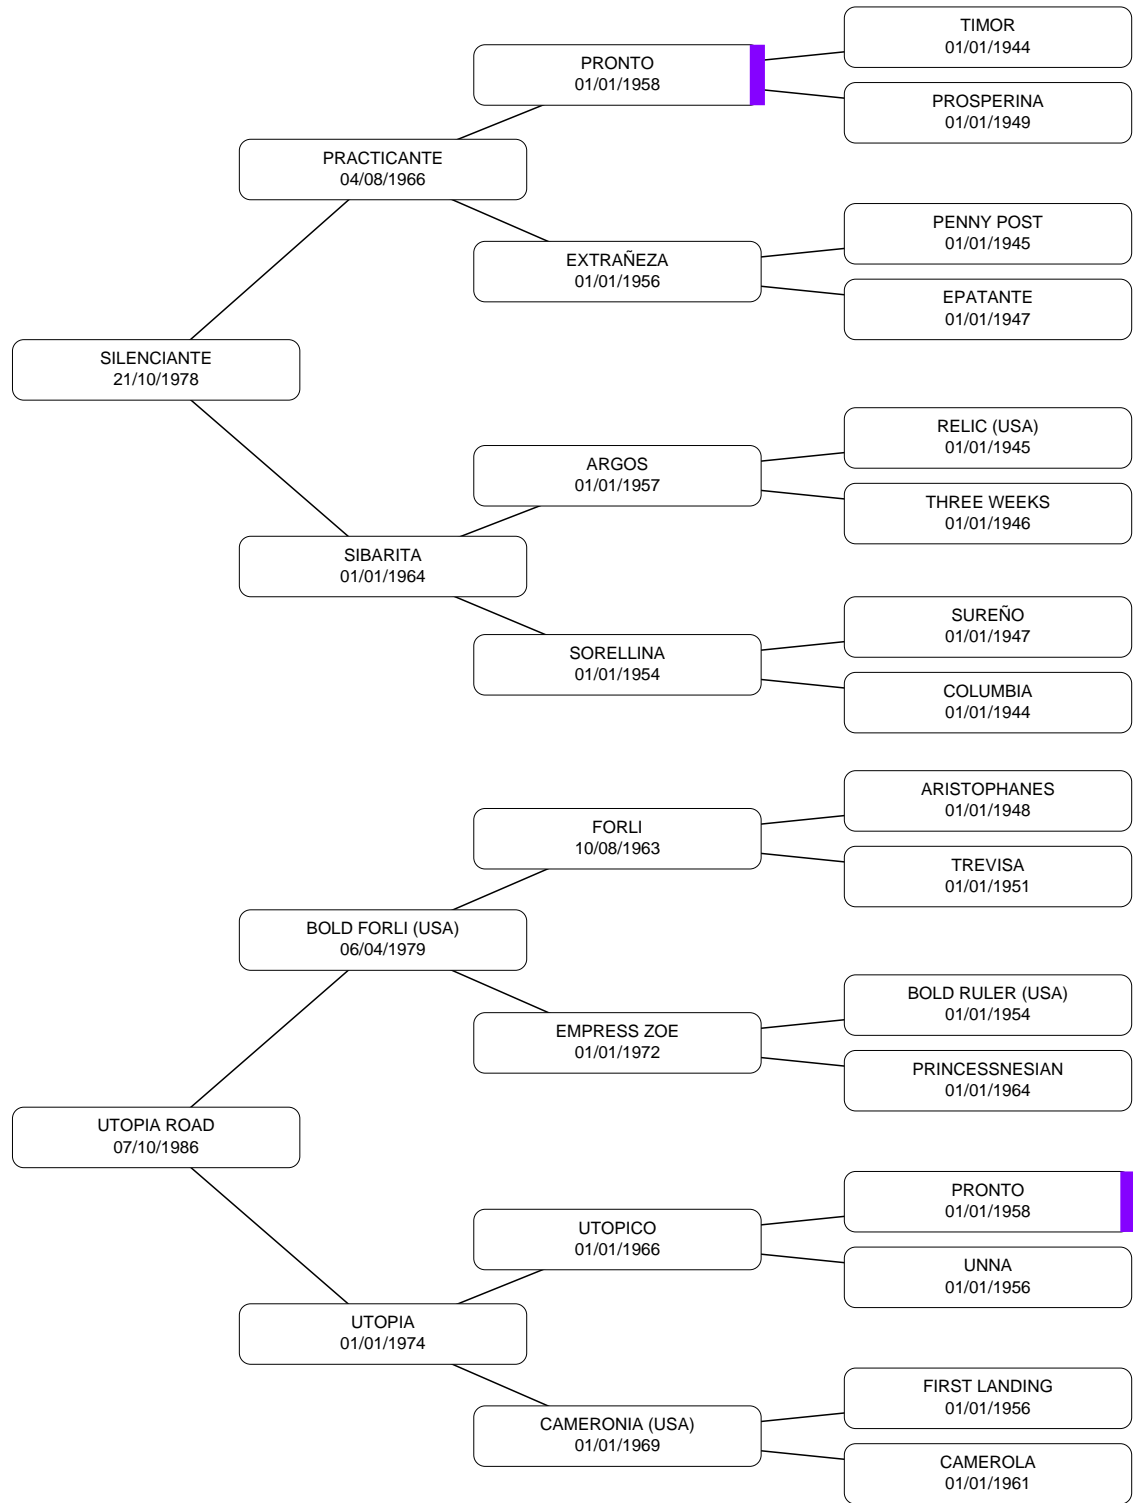 TIMOR
01/01/1944
PRONTO
01/01/1958
PROSPERINA
01/01/1949
PRACTICANTE
04/08/1966
PENNY POST
01/01/1945
EXTRAÑEZA
01/01/1956
EPATANTE
01/01/1947
SILENCIANTE
21/10/1978
RELIC (USA)
01/01/1945
ARGOS
01/01/1957
THREE WEEKS
01/01/1946
SIBARITA
01/01/1964
SUREÑO
01/01/1947
SORELLINA
01/01/1954
COLUMBIA
01/01/1944
ARISTOPHANES
01/01/1948
FORLI
10/08/1963
TREVISA
01/01/1951
BOLD FORLI (USA)
06/04/1979
BOLD RULER (USA)
01/01/1954
EMPRESS ZOE
01/01/1972
PRINCESSNESIAN
01/01/1964
UTOPIA ROAD
07/10/1986
PRONTO
01/01/1958
UTOPICO
01/01/1966
UNNA
01/01/1956
UTOPIA
01/01/1974
FIRST LANDING
01/01/1956
CAMERONIA (USA)
01/01/1969
CAMEROLA
01/01/1961